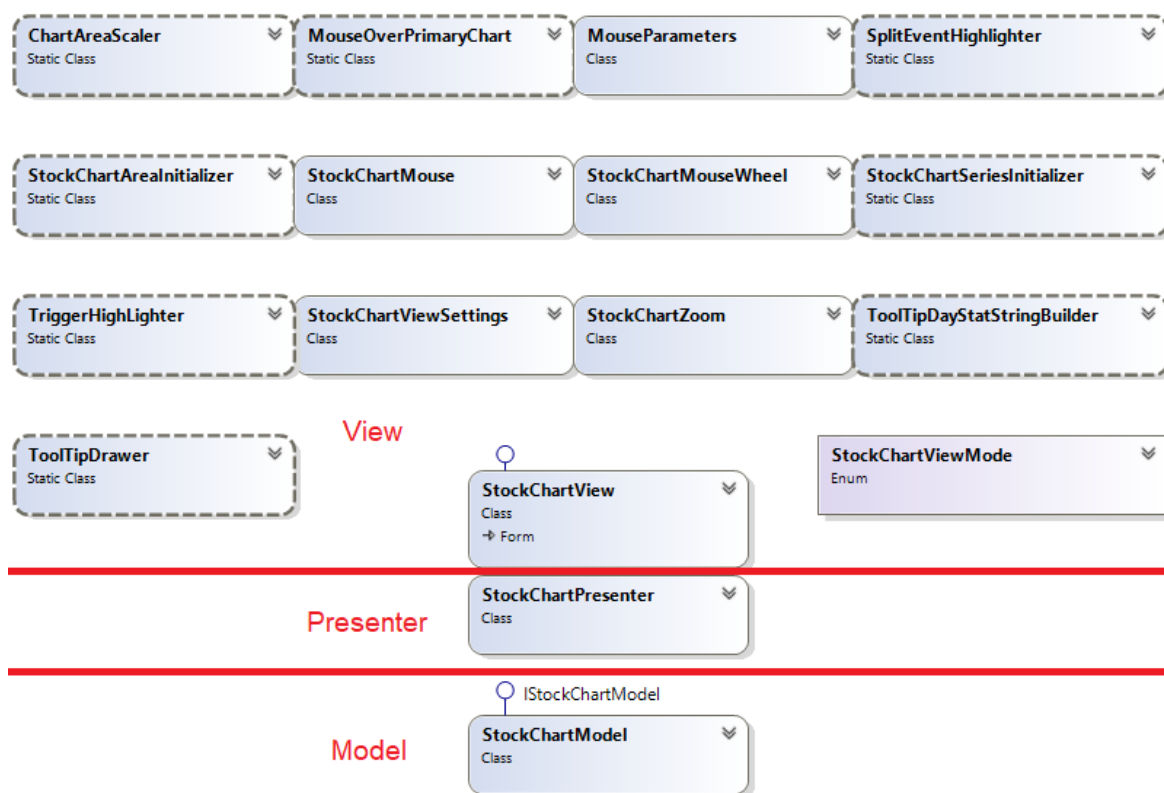 ChartAreaScaler
Static Class
MouseOverPrimaryChart
Static Class
MouseParameters
Class
SplitEventHighlighter
Static Class
StockChartAreaInitializer
Static Class
StockChartMouse
Class
StockChartMouseWheel
Class
StockChartSeriesInitializer
Static Class
TriggerHighLighter
Static Class
StockChartViewSettings
Class
StockChartZoom
Class
ToolTipDayStatStringBuilder
Static Class
View
ToolTipDrawer
Static Class
StockChartView
Class
Form
StockChartViewMode
Enum
Presenter
StockChartPresenter
Class
IStockChartModel
Model
StockChartModel
Class